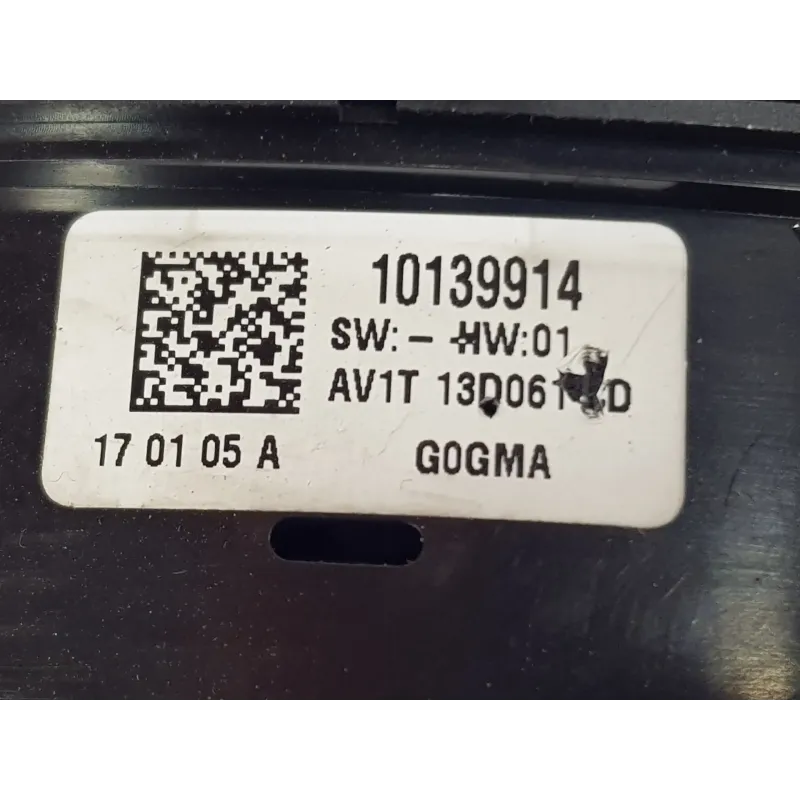 10139914
SW: - HW:01
AV1T
17 01 05 A
G0GMA